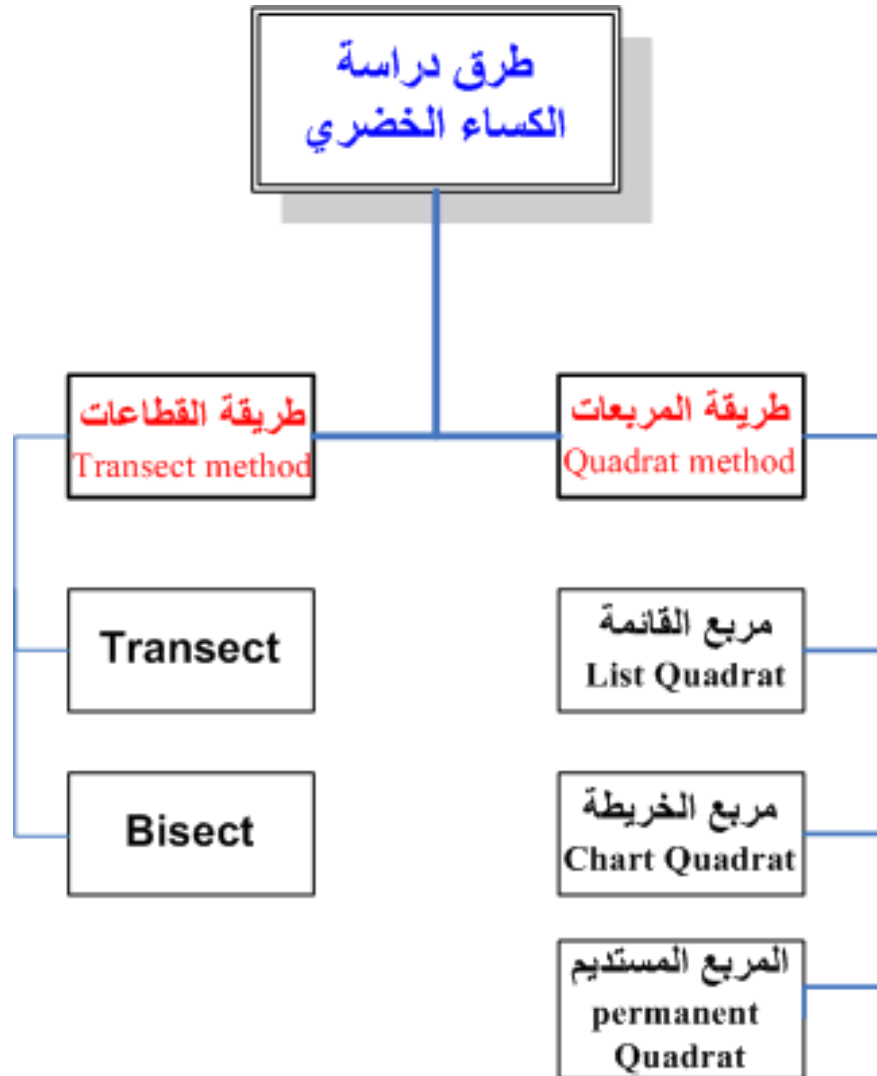 طرق دراسة
الكساء الخضري
طريقة المربعات
Quadrat method
مربع القائمة
List Quadrat
مربع الخريطة
Chart Quadrat
المربع المستديم
permanent
Quadrat
طريقة القطاعات
Transect method
Transect
Bisect